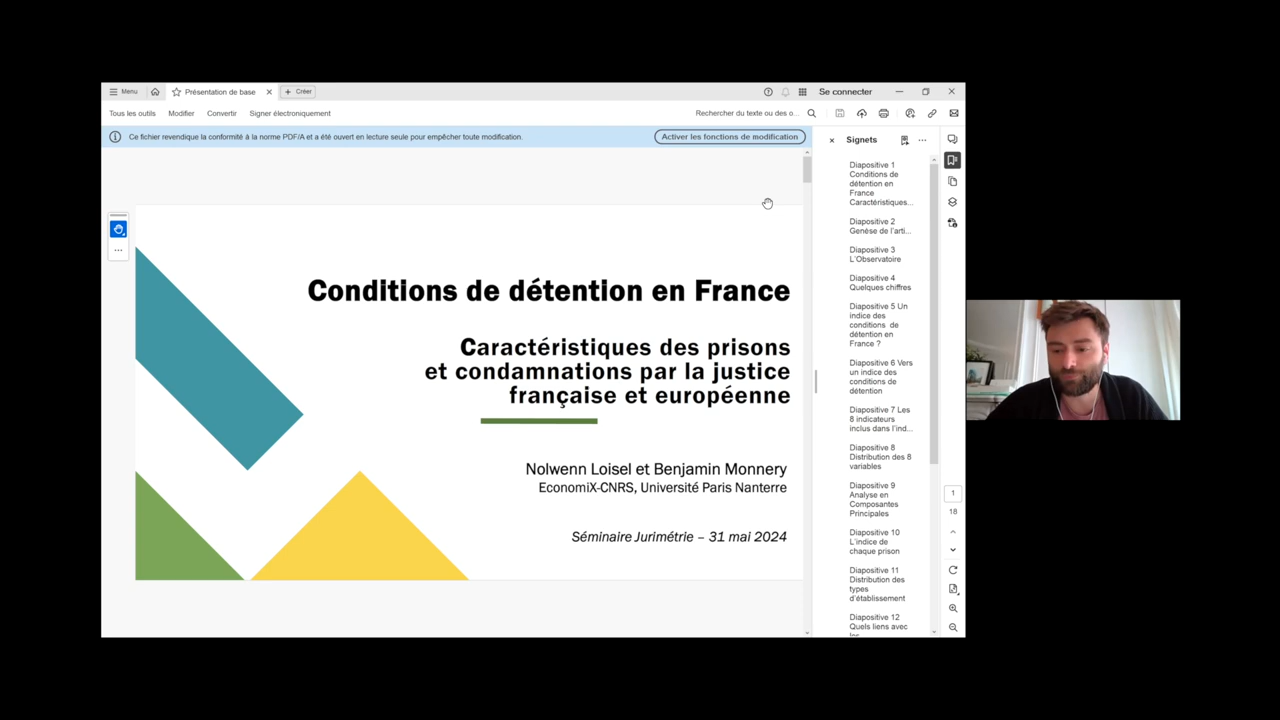 Menu
Présentation de base
Créer
Se connecter
Tous les outils
Modifier
Convertir
Signer électroniquement
Rechercher du texte ou des o...
Ce fichier revendique la conformité à la norme PDF/A et a été ouvert en lecture seule pour empêcher toute modification.
Activer les fonctions de modification
Conditions de détention en France
Caractéristiques des prisons
et condamnations par la justice
française et européenne
Nolwenn Loisel et Benjamin Monnery
EconomiX-CNRS, Université Paris Nanterre
Séminaire Jurimétrie – 31 mai 2024
Signets
Diapositive 1
Conditions de
détention en
France
Caractéristiques...
Diapositive 2
Genèse de l'arti...
Diapositive 3
L'Observatoire
Diapositive 4
Quelques chiffres
Diapositive 5 Un
indice des
conditions de
détention en
France ?
Diapositive 6 Vers
un indice des
conditions de
détention
Diapositive 7 Les
8 indicateurs
inclus dans l'ind...
Diapositive 8
Distribution des 8
variables
Diapositive 9
Analyse en
Composantes
Principales
Diapositive 10
L'indice de
chaque prison
Diapositive 11
Distribution des
types
d'établissement
Diapositive 12
Quels liens avec
1
18